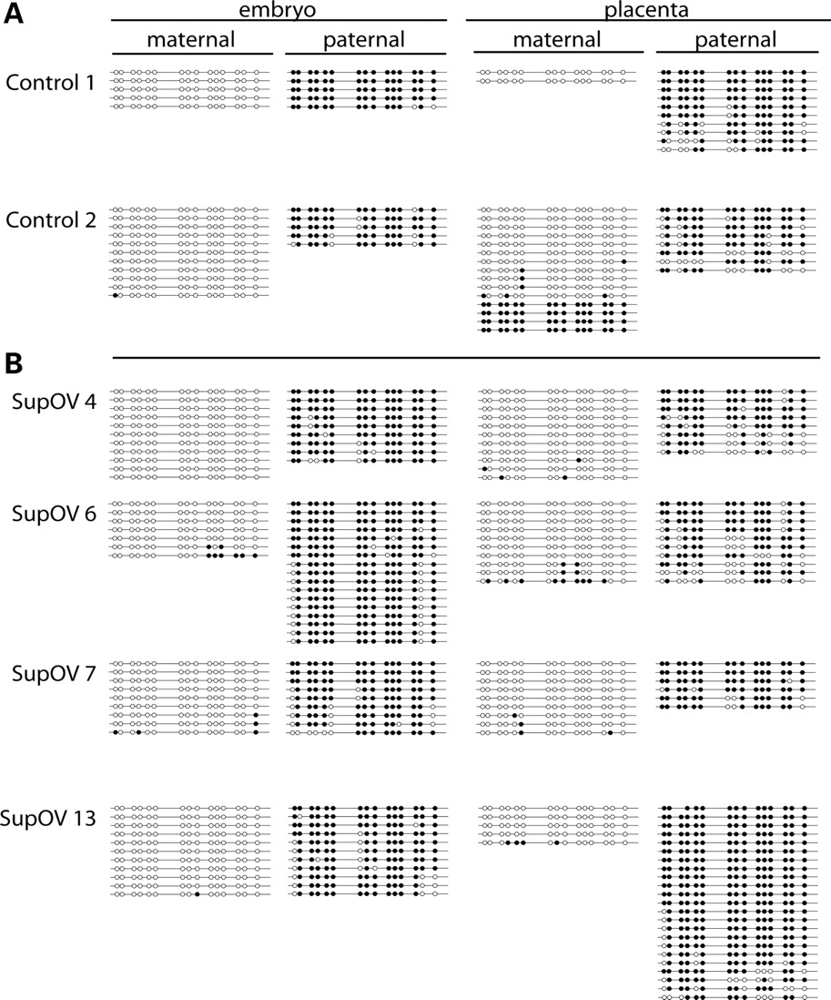 A
embryo
placenta
maternal
paternal
maternal
paternal
Control 1
Control 2
B
SupOV 4
SupOV 6
SupOV 7
SupOV 13